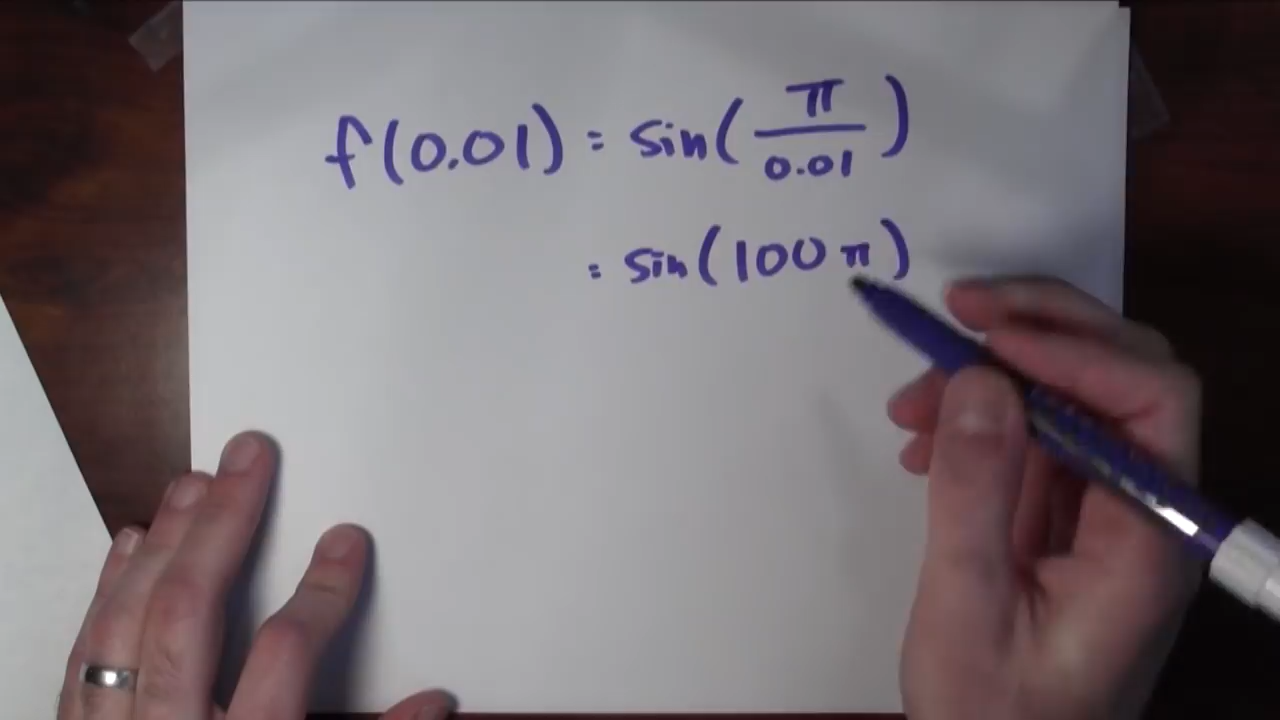 f(0.01) = sin(π/0.01)
= sin(100π)